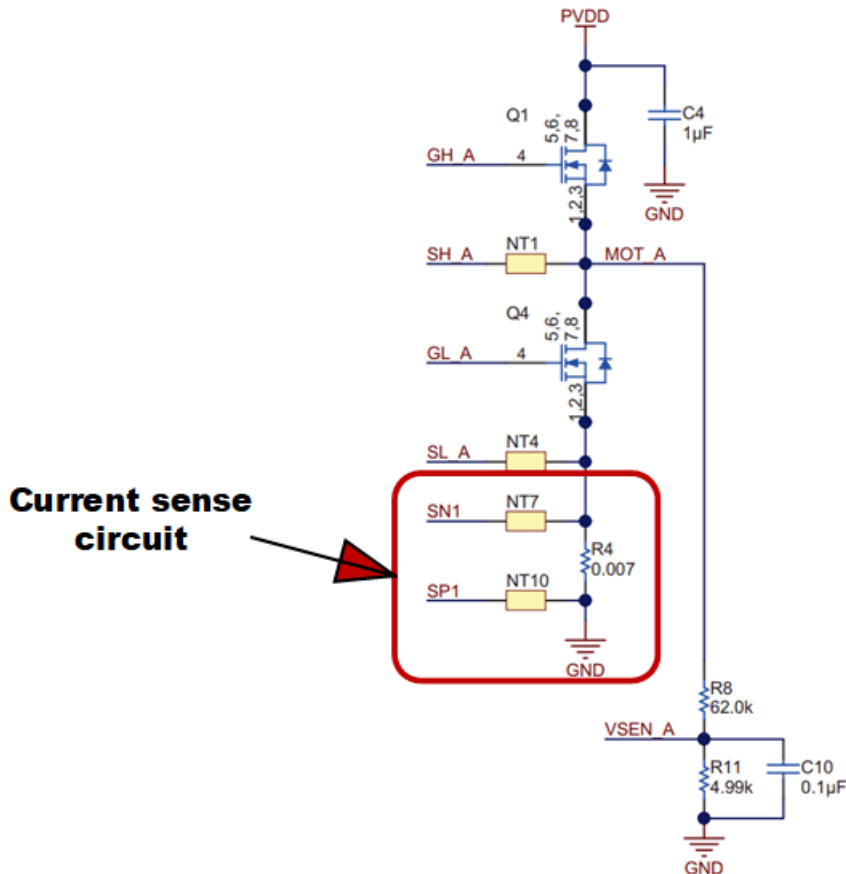 PVDD
C4
1µF
GND
Q1
5,6,
7,8
GH_A
4
1,2,3
SH_A
NT1
MOT_A
Q4
5,6,
7,8
GL_A
4
1,2,3
SL_A
NT4
Current sense
circuit
SN1
NT7
R4
0.007
SP1
NT10
GND
R8
62.0k
VSEN_A
R11
4.99k
C10
0.1µF
GND